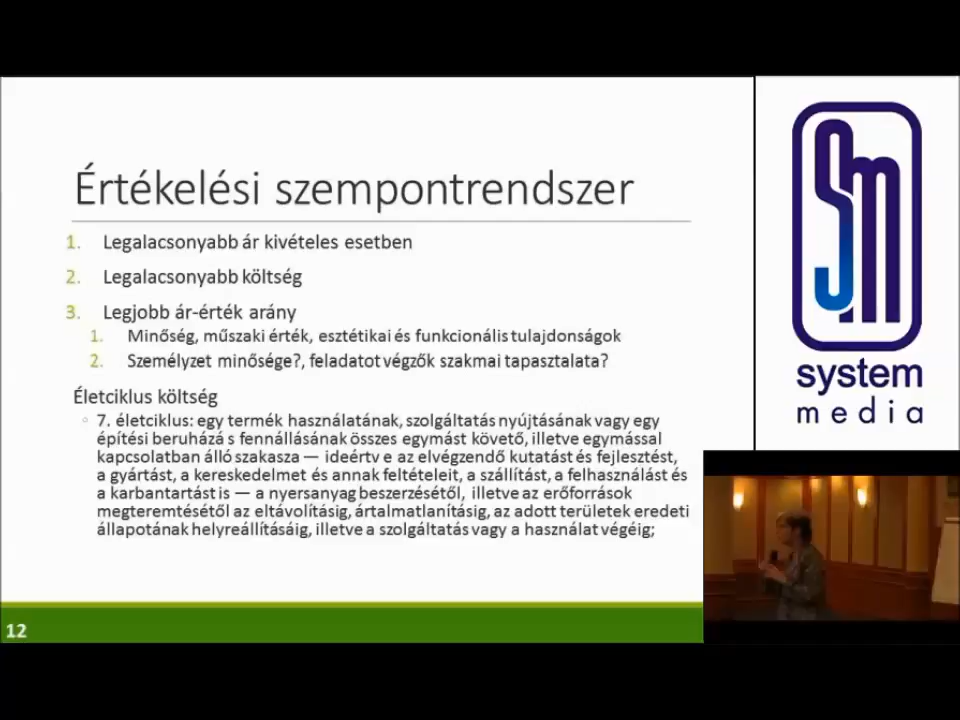 Értékelési szempontrendszer
1. Legalacsonyabb ár kivételes esetben
2. Legalacsonyabb költség
3. Legjobb ár-érték arány
1. Minőség, műszaki érték, esztétikai és funkcionális tulajdonságok
2. Személyzet minősége?, feladatot végzők szakmai tapasztalata?
Életciklus költség
◦ 7. életciklus: egy termék használatának, szolgáltatás nyújtásának vagy egy
építési beruházá s fennállásának összes egymást követő, illetve egymással
kapcsolatban álló szakasza — ideértv e az elvégzendő kutatást és fejlesztést,
a gyártást, a kereskedelmet és annak feltételeit, a szállítást, a felhasználást és
a karbantartást is — a nyersanyag beszerzésétől, illetve az erőforrások
megteremtésétől az eltávolításig, ártalmatlanításig, az adott területek eredeti
állapotának helyreállításáig, illetve a szolgáltatás vagy a használat végéig;
12
Sm
system
media